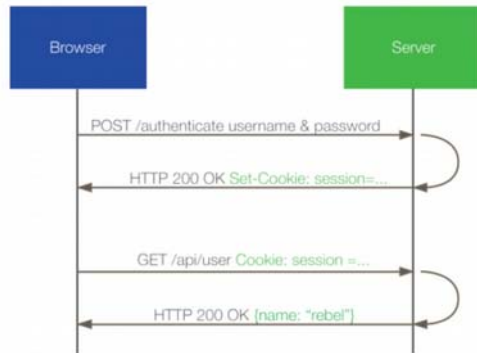 Browser
Server
POST /authenticate username & password
HTTP 200 OK Set-Cookie: session=...
GET /api/user Cookie: session =...
HTTP 200 OK {name: “rebel”}